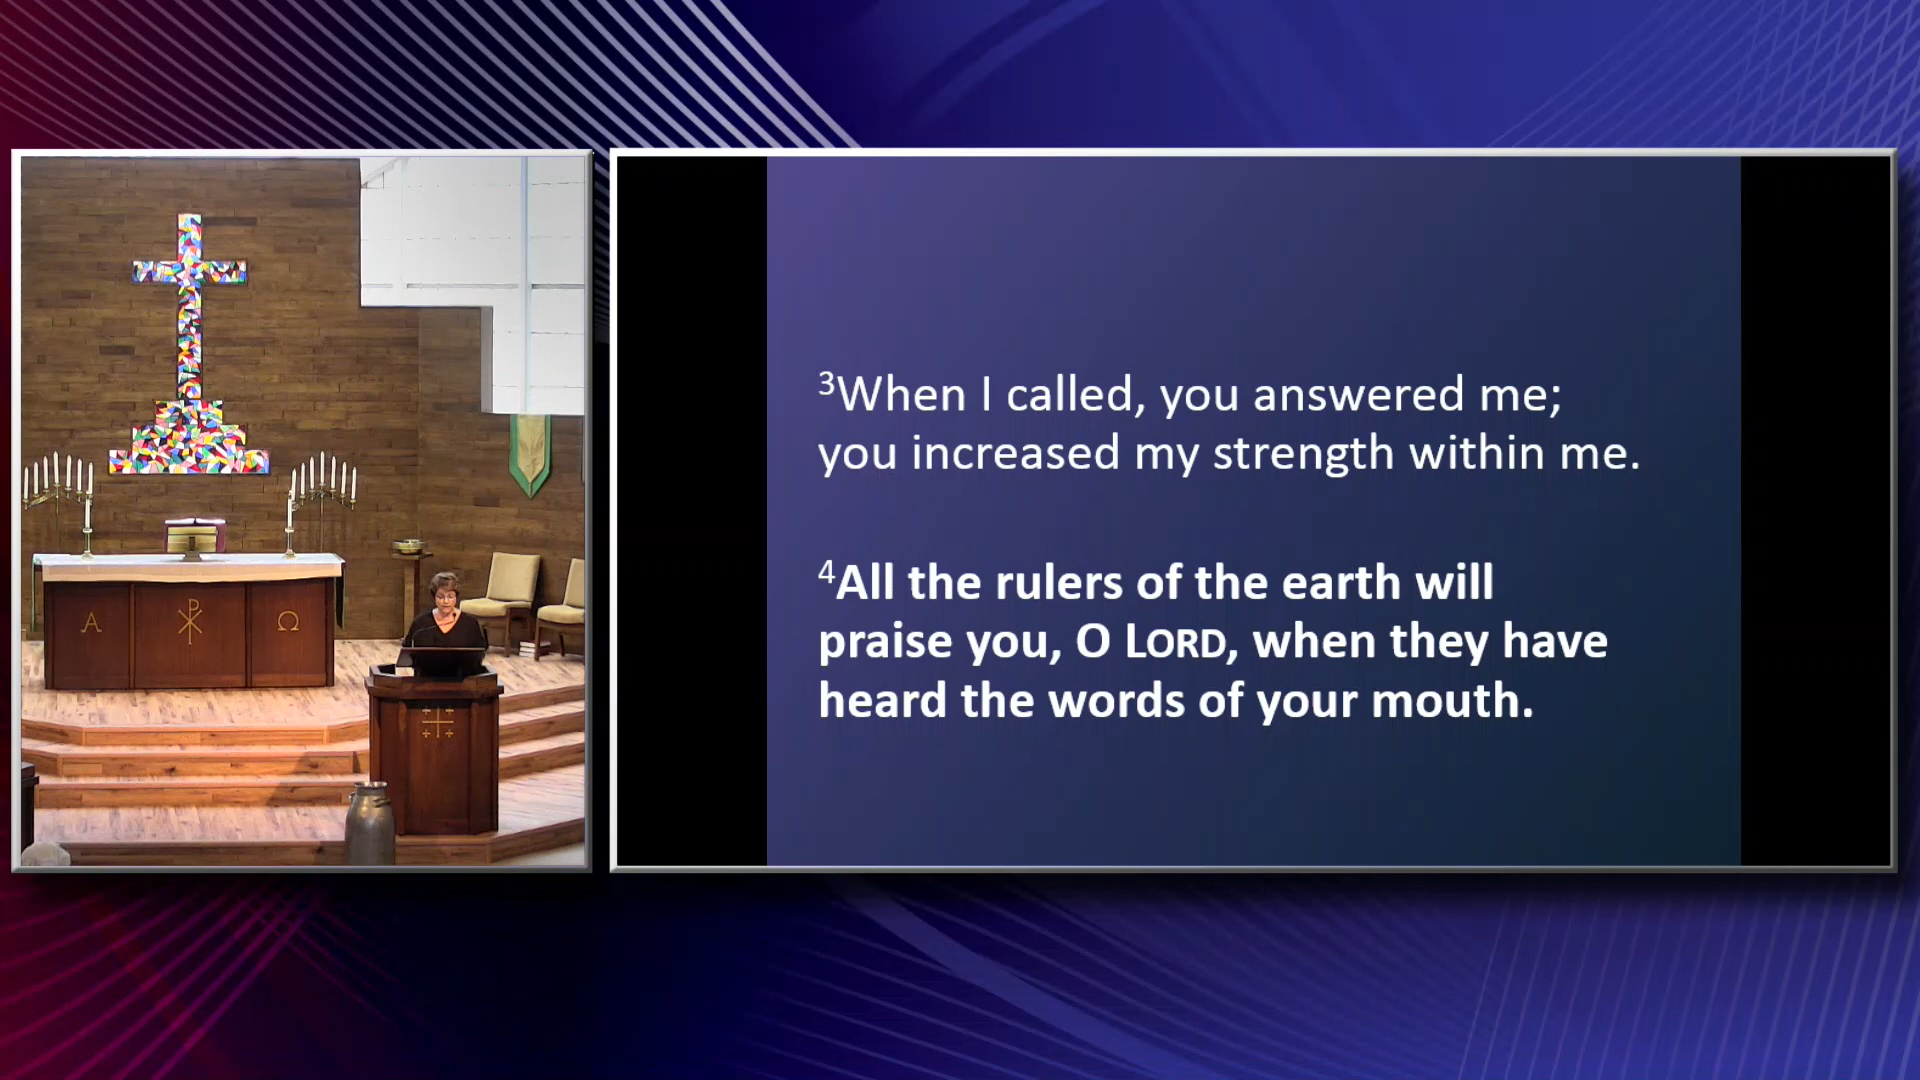 Α
☧
Ω
³When I called, you answered me;
you increased my strength within me.
⁴All the rulers of the earth will
praise you, O LORD, when they have
heard the words of your mouth.